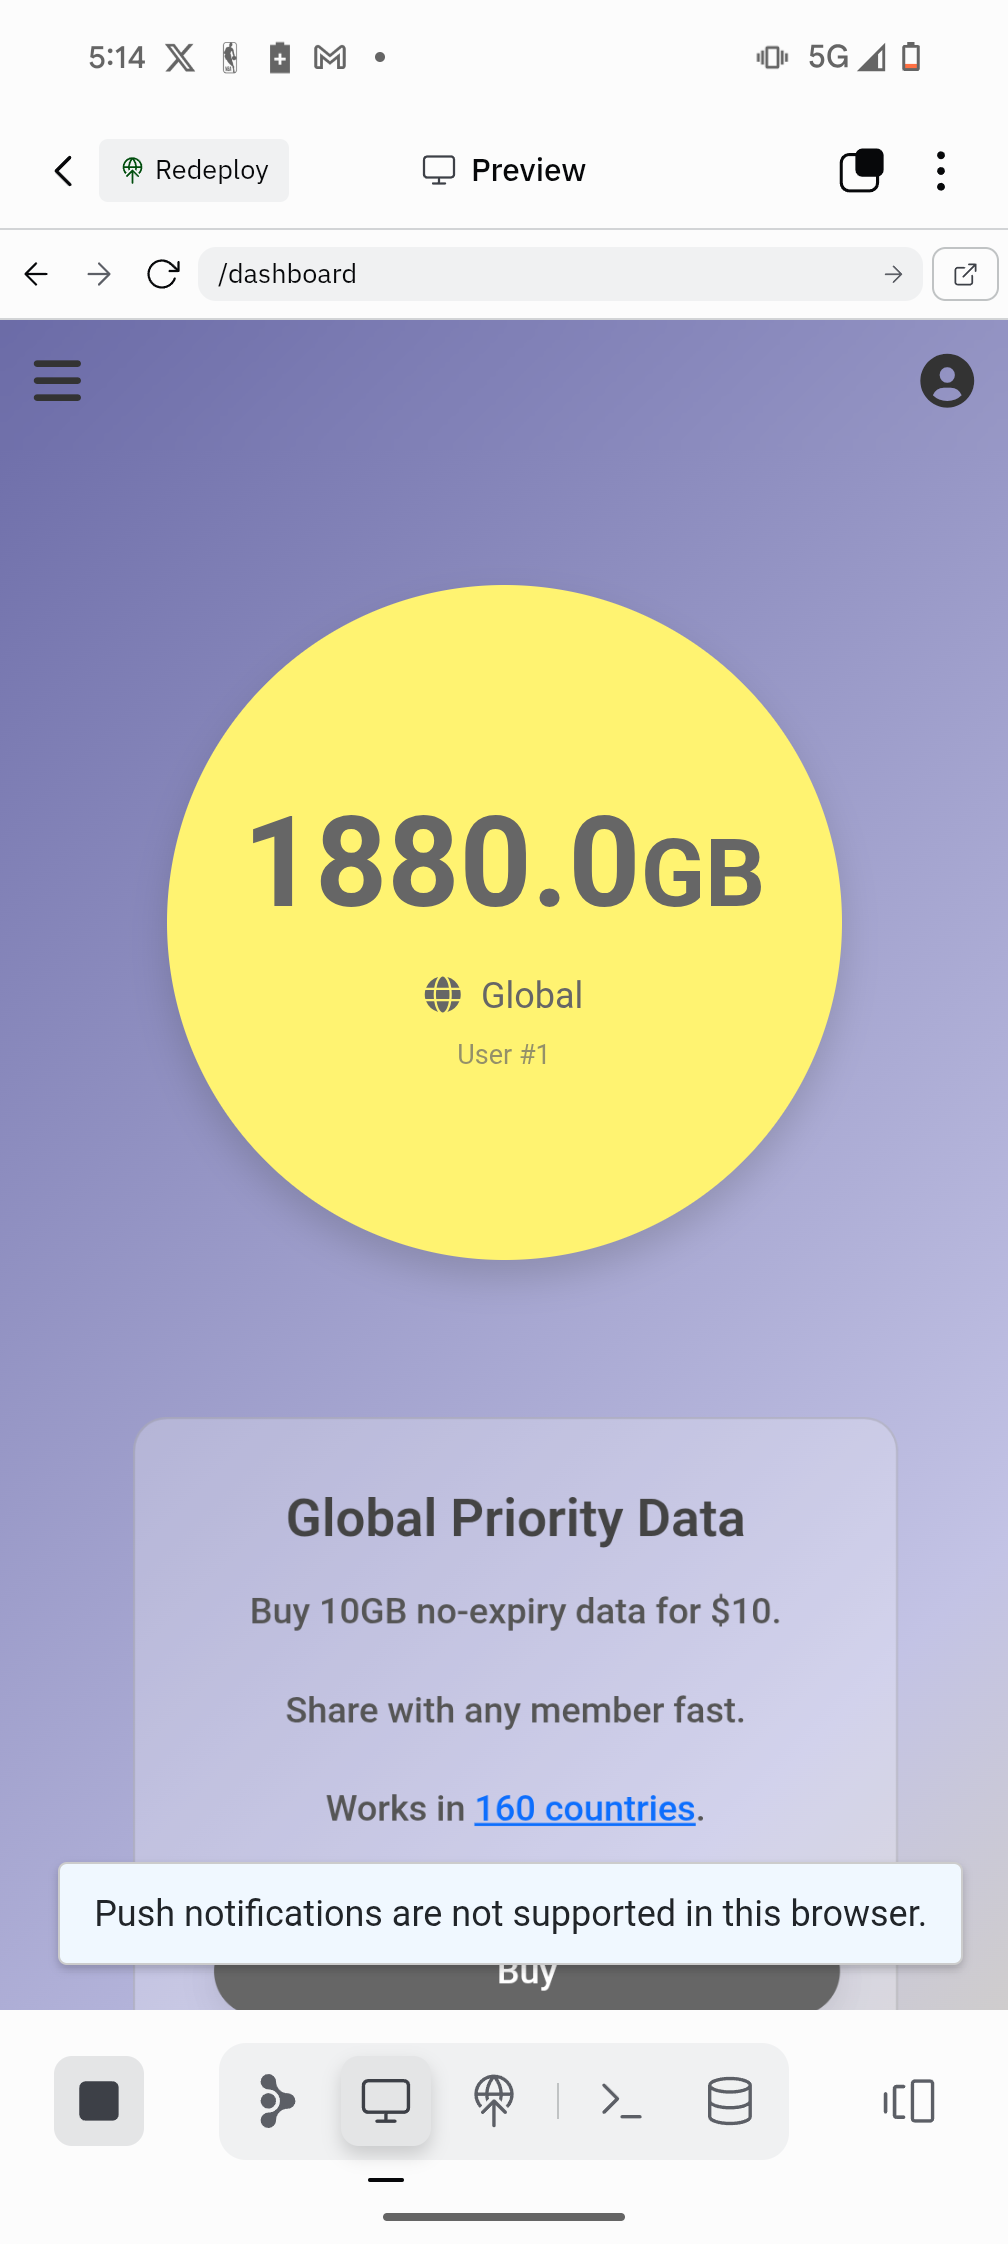 5:14
5G
Redeploy
Preview
/dashboard
1880.0GB
Global
User #1
Global Priority Data
Buy 10GB no-expiry data for $10.
Share with any member fast.
Works in 160 countries.
Push notifications are not supported in this browser.
Buy